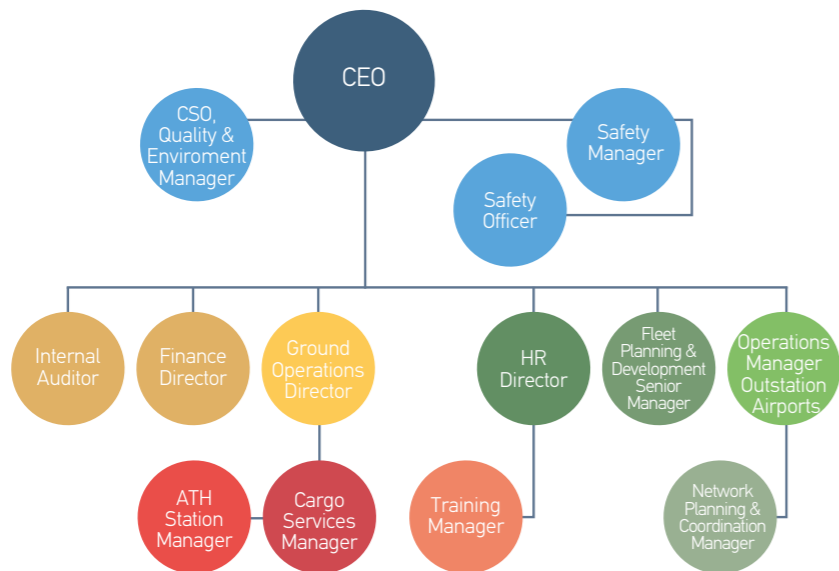 CEO
CSO,
Quality &
Enviroment
Manager
Safety
Manager
Safety
Officer
Internal
Auditor
Finance
Director
Ground
Operations
Director
HR
Director
Fleet
Planning &
Development
Senior
Manager
Operations
Manager
Outstation
Airports
ATH
Station
Manager
Cargo
Services
Manager
Training
Manager
Network
Planning &
Coordination
Manager